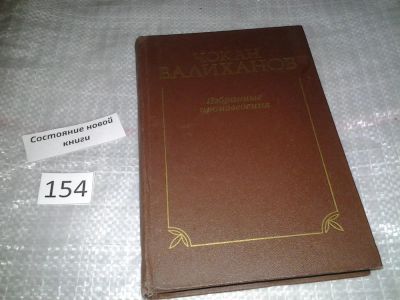 ЧОКАН
ВАЛИХАНОВ
Избранные
произведения
Состояние новой
книги
154